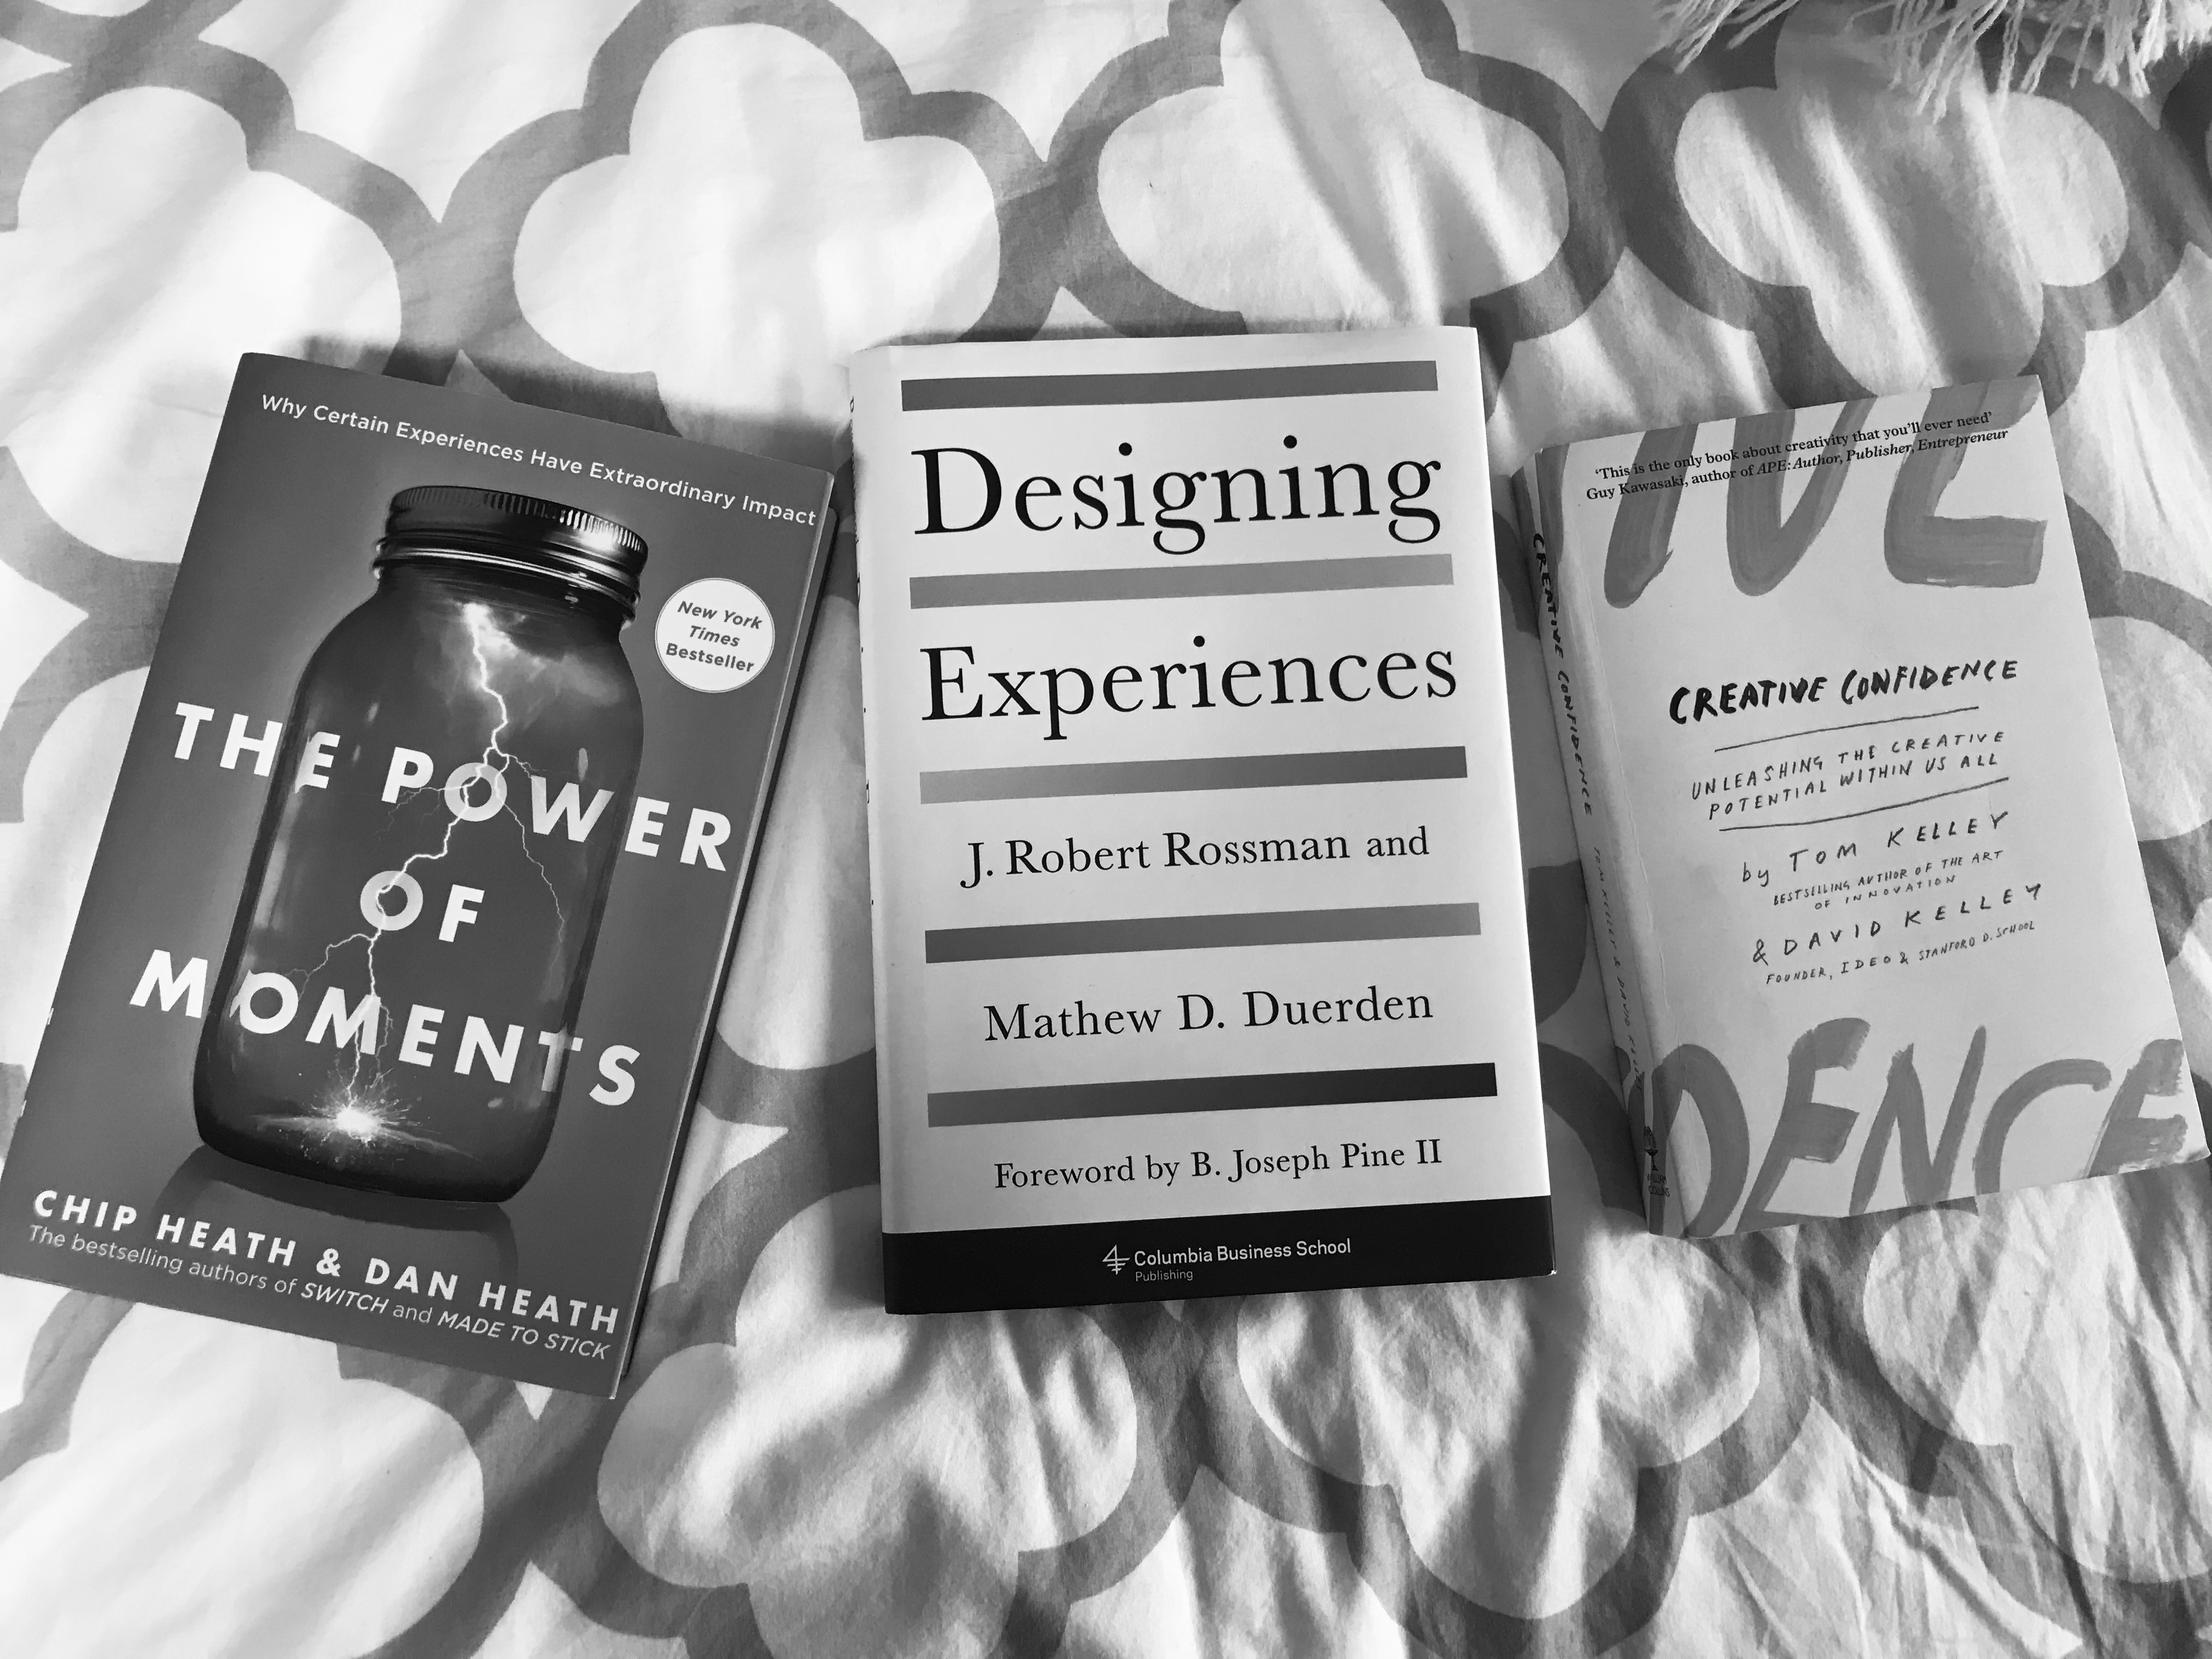 Why Certain Experiences Have Extraordinary Impact
New York
Times
Bestseller
THE POWER
OF
MOMENTS
CHIP HEATH & DAN HEATH
The bestselling authors of SWITCH and MADE TO STICK
Designing
Experiences
J. Robert Rossman and
Mathew D. Duerden
Foreword by B. Joseph Pine II
Columbia Business School
Publishing
CREATIVE CONFIDENCE
TOM KELLEY & DAVID KELLEY
WILLIAM
COLLINS
IVE
'This is the only book about creativity that you'll ever need'
Guy Kawasaki, author of APE: Author, Publisher, Entrepreneur
CREATIVE CONFIDENCE
UNLEASHING THE CREATIVE
POTENTIAL WITHIN US ALL
by TOM KELLEY
BESTSELLING AUTHOR OF THE ART
OF INNOVATION
& DAVID KELLEY
FOUNDER, IDEO & STANFORD D.SCHOOL
DENCE